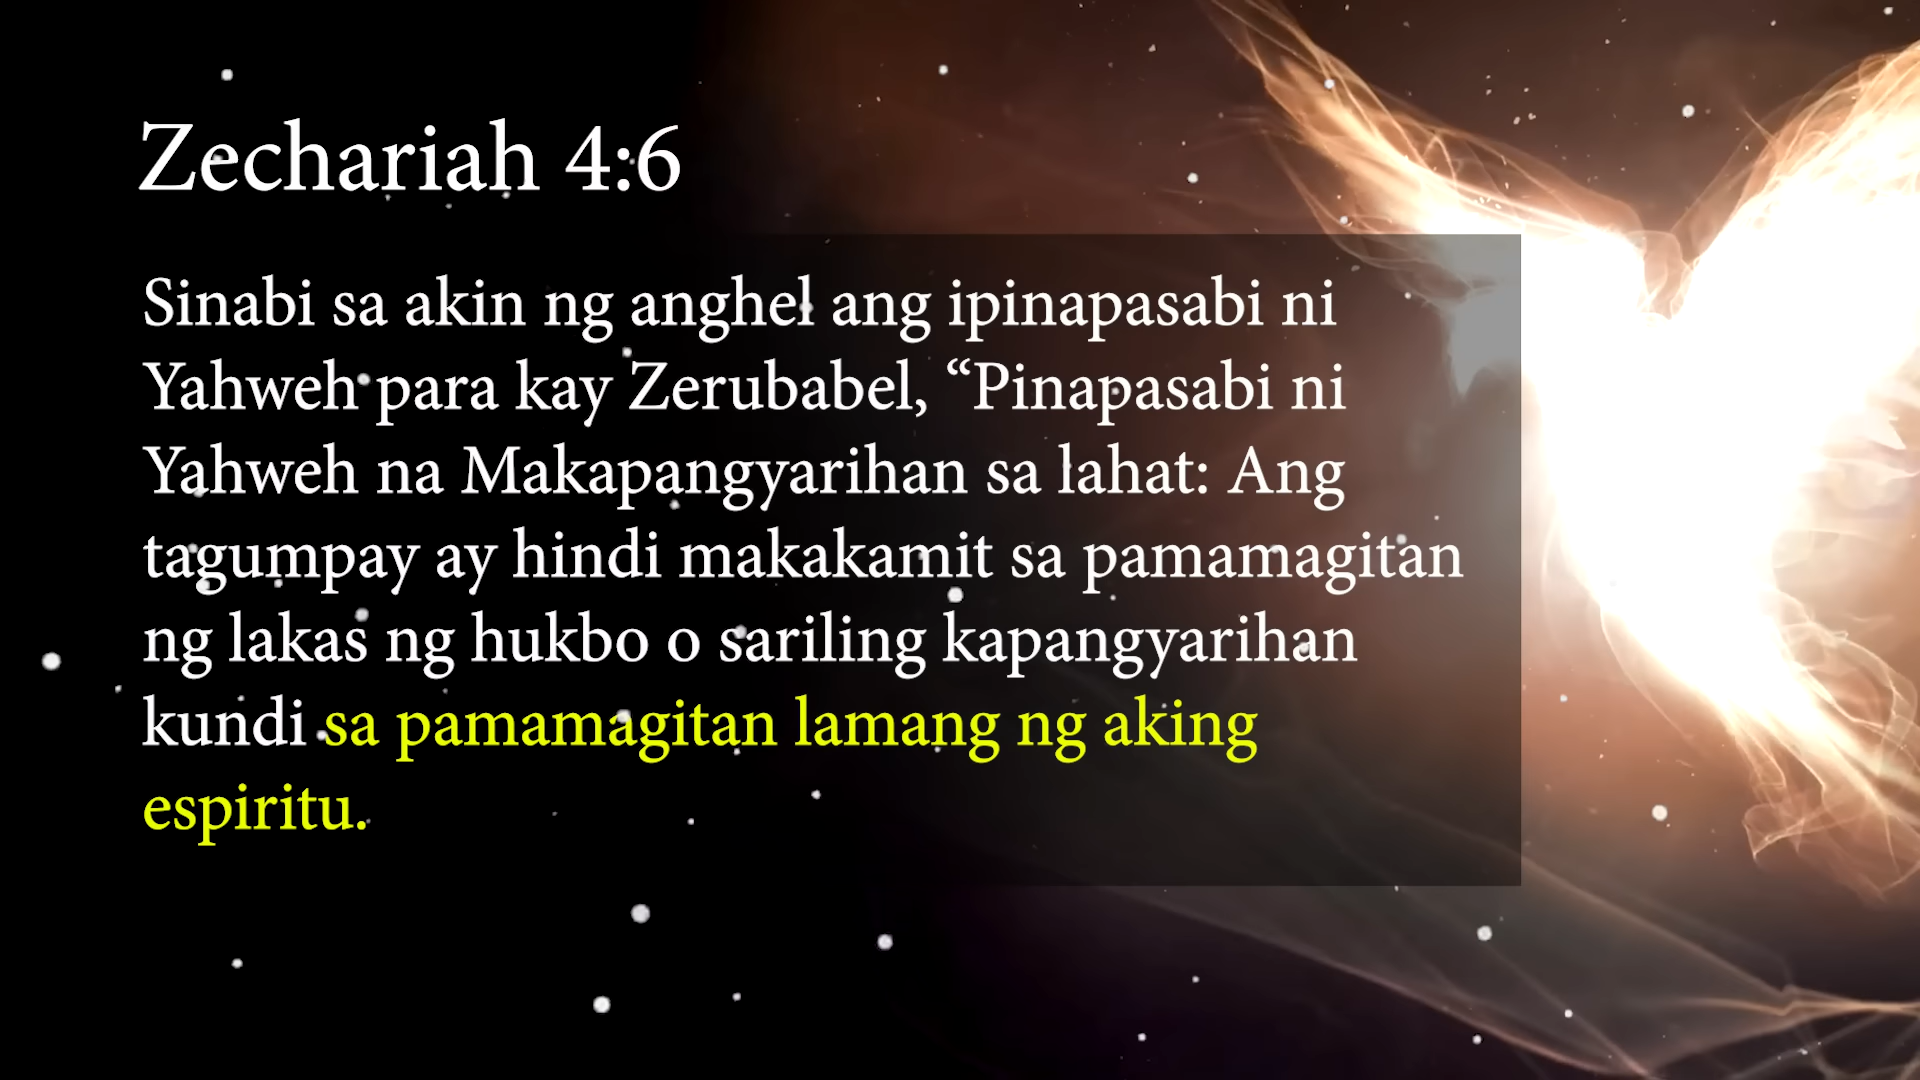 Zechariah 4:6
Sinabi sa akin ng anghel ang ipinapasabi ni
Yahweh para kay Zerubabel, “Pinapasabi ni
Yahweh na Makapangyarihan sa lahat: Ang
tagumpay ay hindi makakamit sa pamamagitan
ng lakas ng hukbo o sariling kapangyarihan
kundi sa pamamagitan lamang ng aking
espiritu.